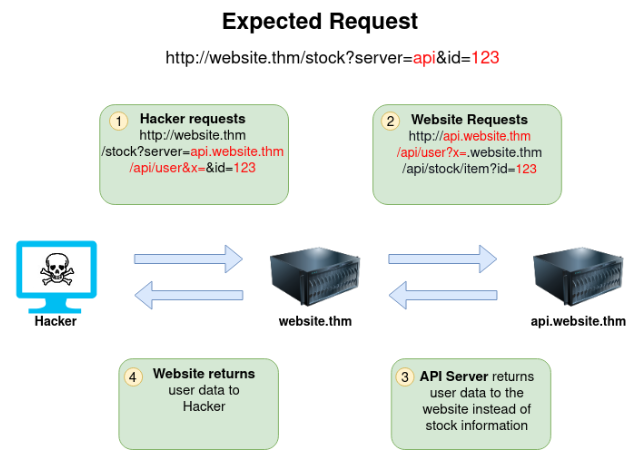 Expected Request
http://website.thm/stock?server=api&id=123
1
Hacker requests
http://website.thm
/stock?server=api.website.thm
/api/user&x=&id=123
2
Website Requests
http://api.website.thm
/api/user?x=.website.thm
/api/stock/item?id=123
Hacker
website.thm
api.website.thm
4
Website returns
user data to
Hacker
3
API Server returns
user data to the
website instead of
stock information